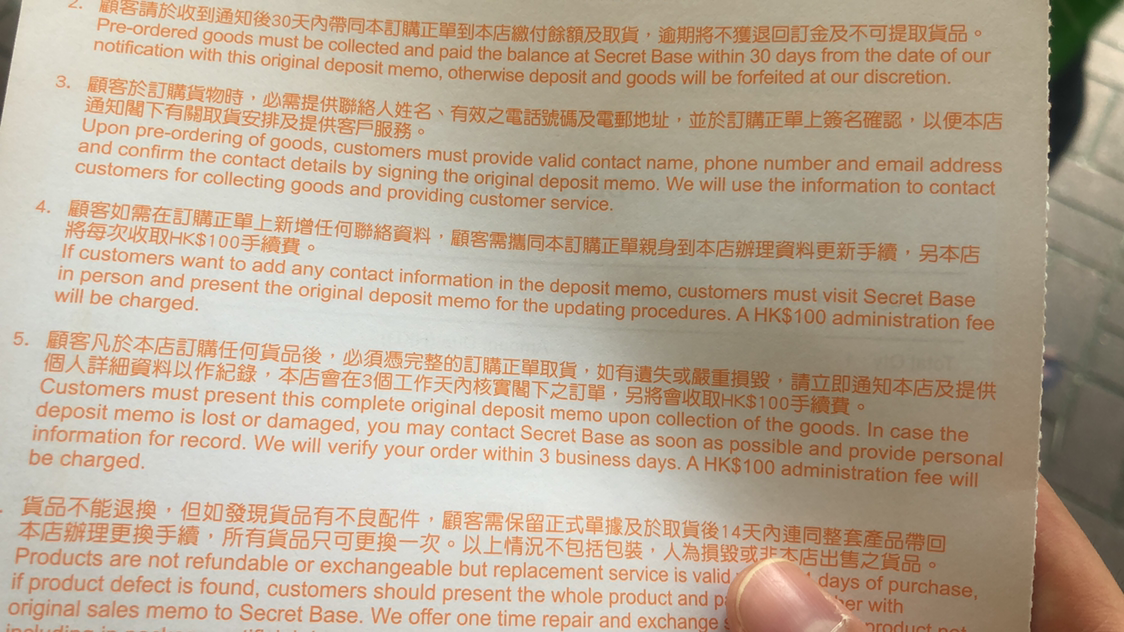 2. 顧客請於收到通知後30天內帶同本訂購正單到本店繳付餘額及取貨，逾期將不獲退回訂金及不可提取貨品。
Pre-ordered goods must be collected and paid the balance at Secret Base within 30 days from the date of our
notification with this original deposit memo, otherwise deposit and goods will be forfeited at our discretion.
3. 顧客於訂購貨物時，必需提供聯絡人姓名、有效之電話號碼及電郵地址，並於訂購正單上簽名確認，以便本店
通知閣下有關取貨安排及提供客戶服務。
Upon pre-ordering of goods, customers must provide valid contact name, phone number and email address
and confirm the contact details by signing the original deposit memo. We will use the information to contact
customers for collecting goods and providing customer service.
4. 顧客如需在訂購正單上新增任何聯絡資料，顧客需攜同本訂購正單親身到本店辦理資料更新手續，另本店
將每次收取HK$100手續費。
If customers want to add any contact information in the deposit memo, customers must visit Secret Base
in person and present the original deposit memo for the updating procedures. A HK$100 administration fee
will be charged.
5. 顧客凡於本店訂購任何貨品後，必須憑完整的訂購正單取貨，如有遺失或嚴重損毀，請立即通知本店及提供
個人詳細資料以作紀錄，本店會在3個工作天內核實閣下之訂單，另將會收取HK$100手續費。
Customers must present this complete original deposit memo upon collection of the goods. In case the
deposit memo is lost or damaged, you may contact Secret Base as soon as possible and provide personal
information for record. We will verify your order within 3 business days. A HK$100 administration fee will
be charged.
貨品不能退換，但如發現貨品有不良配件，顧客需保留正式單據及於取貨後14天內連同整套產品帶回
本店辦理更換手續，所有貨品只可更換一次。以上情況不包括包裝，人為損毀或非本店出售之貨品。
Products are not refundable or exchangeable but replacement service is valid days of purchase,
if product defect is found, customers should present the whole product and with
original sales memo to Secret Base. We offer one time repair and exchange product not